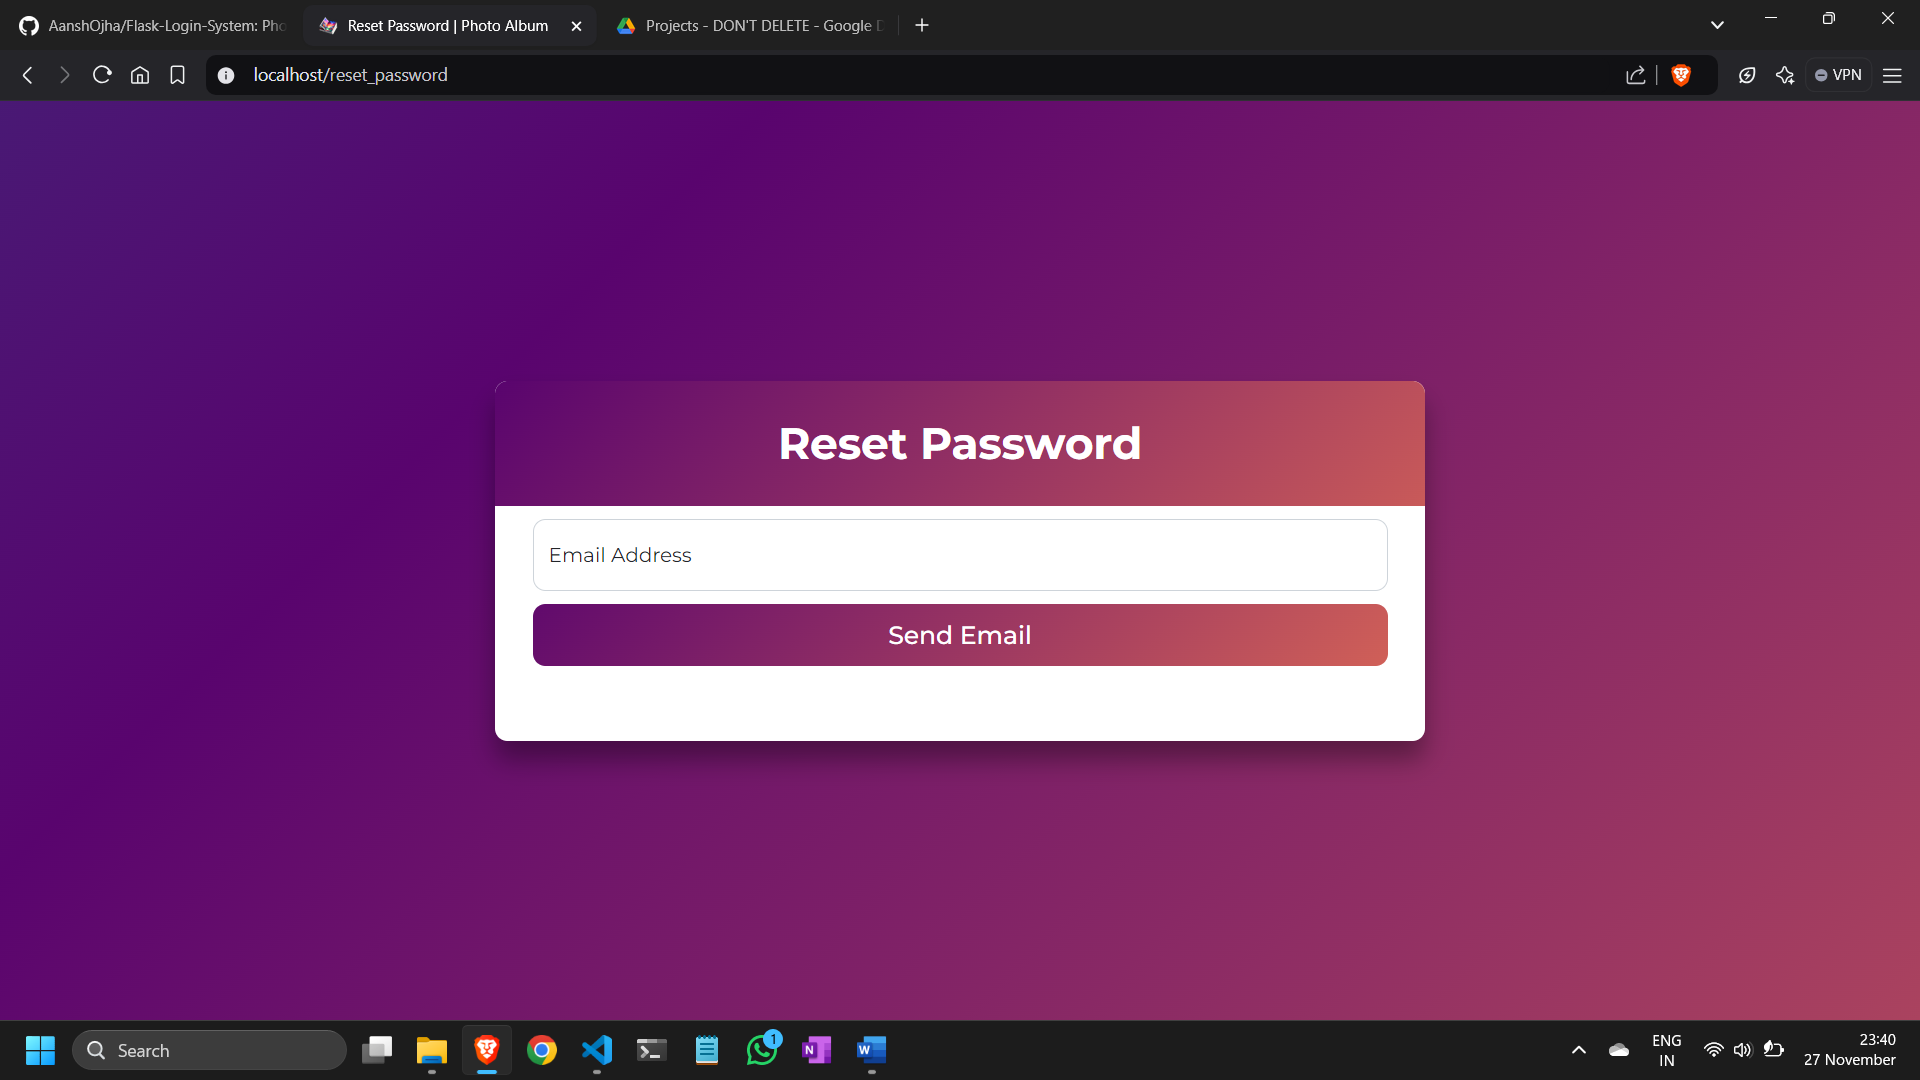 AanshOjha/Flask-Login-System: Pho
Reset Password | Photo Album
Projects - DON'T DELETE - Google D
localhost/reset_password
VPN
Reset Password
Email Address
Send Email
Search
1
N
W
ENG
IN
23:40
27 November